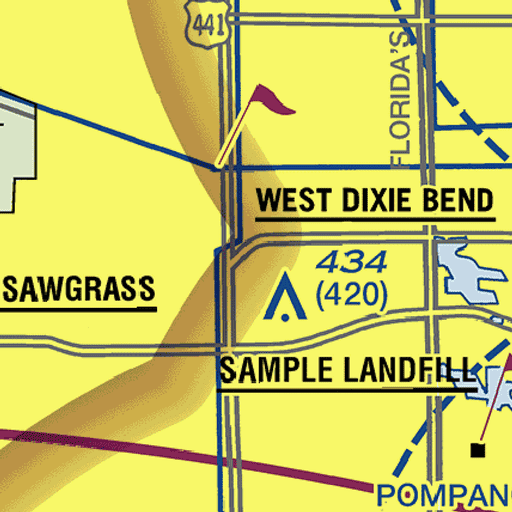 441
FLORIDA'S
WEST DIXIE BEND
434
(420)
SAWGRASS
SAMPLE LANDFILL
POMPANO